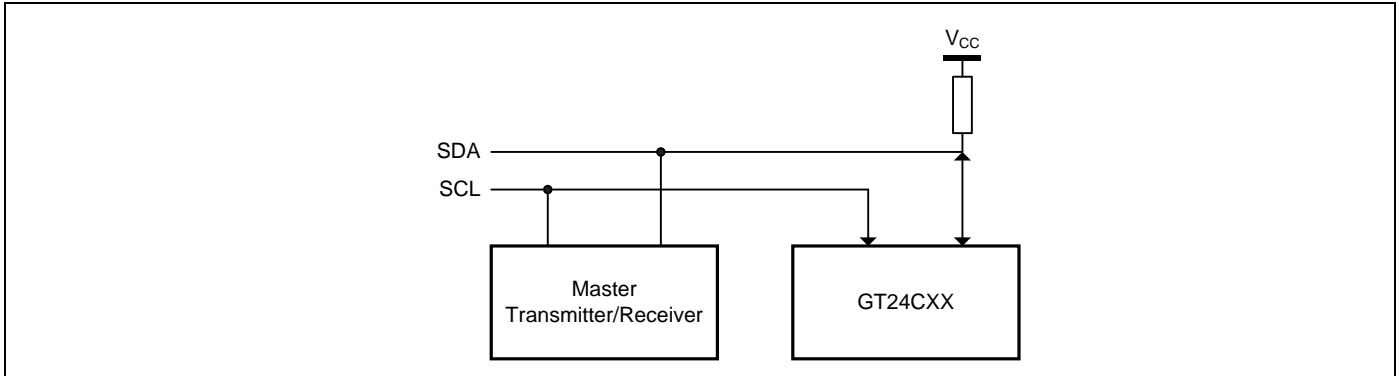 VCC
SDA
SCL
Master
Transmitter/Receiver
GT24CXX